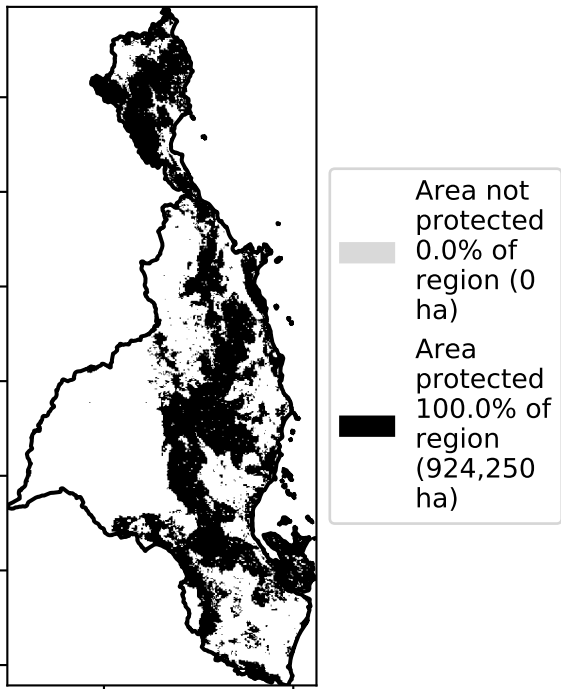 Area not
protected
0.0% of
region (0
ha)
Area
protected
100.0% of
region
(924,250
ha)